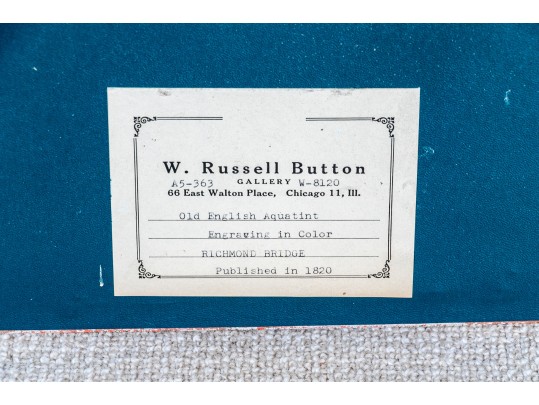 W. Russell Button
A5-363 GALLERY W-8120
66 East Walton Place, Chicago 11, Ill.
Old English Aquatint
Engraving in Color
RICHMOND BRIDGE
Published in 1820